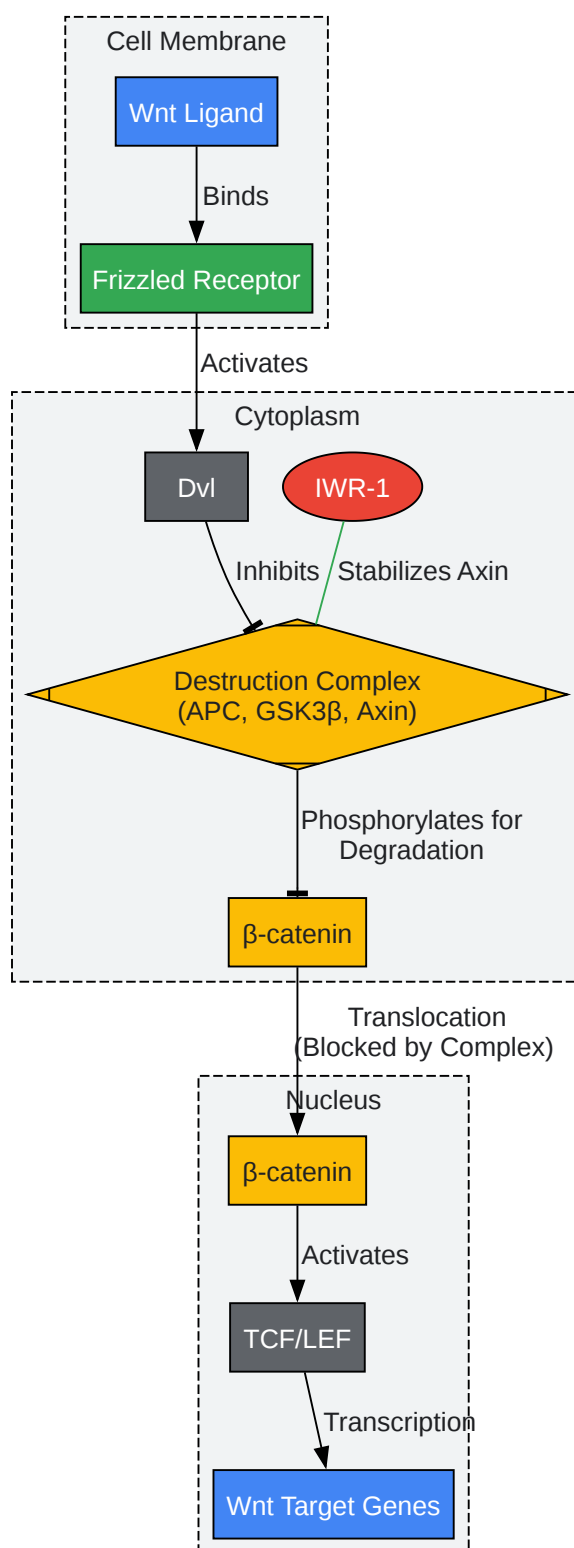 Cell Membrane
Wnt Ligand
Binds
Frizzled Receptor
Activates
Cytoplasm
Dvl
IWR-1
Inhibits
Stabilizes Axin
Destruction Complex
(APC, GSK3β, Axin)
Phosphorylates for
Degradation
β-catenin
Translocation
(Blocked by Complex)
Nucleus
β-catenin
Activates
TCF/LEF
Transcription
Wnt Target Genes